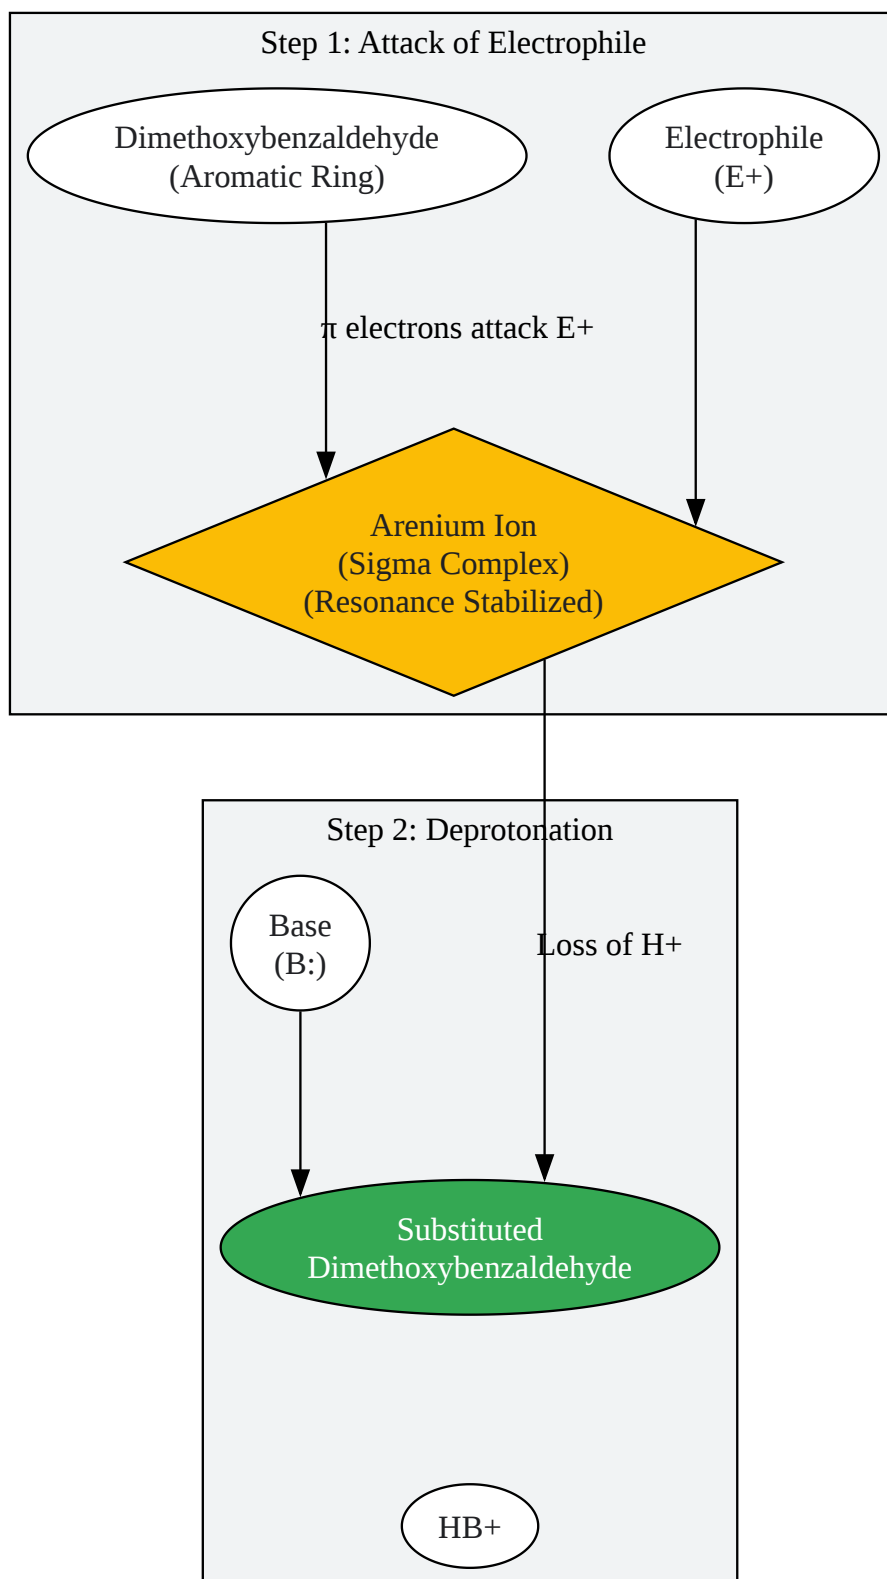 Step 1: Attack of Electrophile
Dimethoxybenzaldehyde
(Aromatic Ring)
Electrophile
(E+)
π electrons attack E+
Arenium Ion
(Sigma Complex)
(Resonance Stabilized)
Step 2: Deprotonation
Base
(B:)
Loss of H+
Substituted
Dimethoxybenzaldehyde
HB+